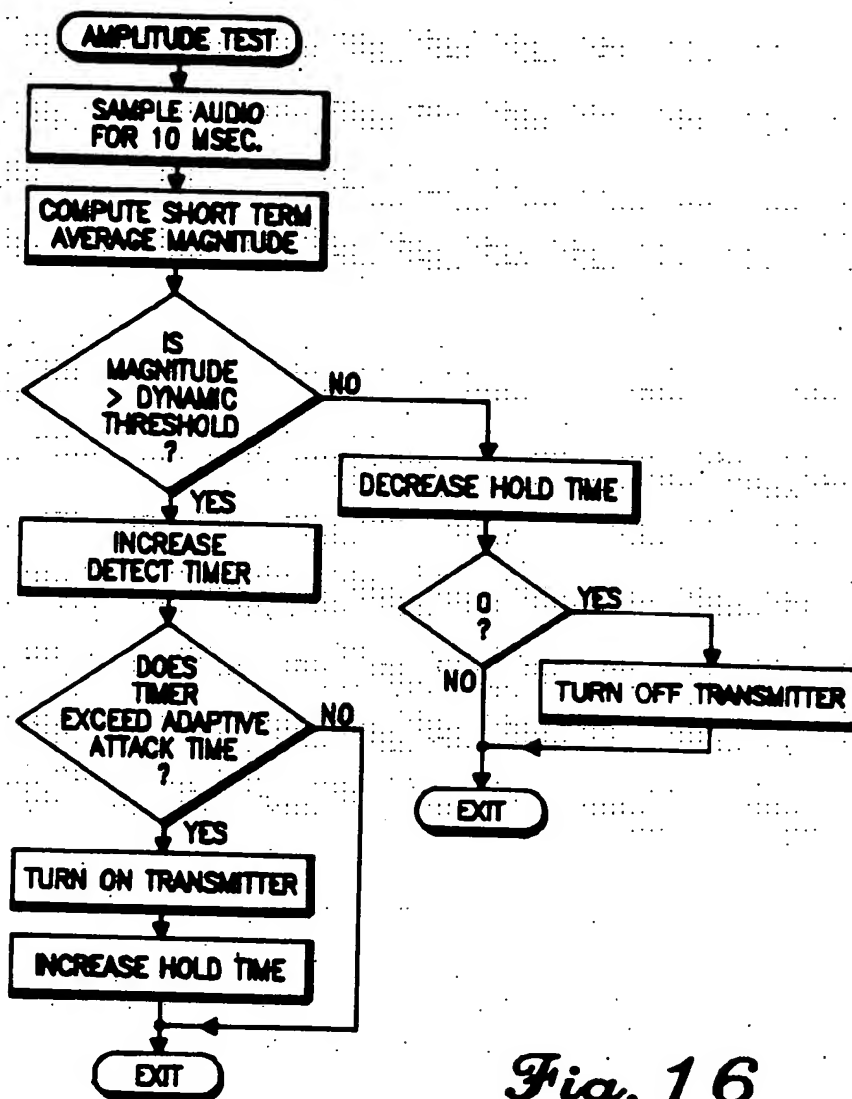 AMPLITUDE TEST
SAMPLE AUDIO
FOR 10 MSEC.
COMPUTE SHORT TERM
AVERAGE MAGNITUDE
IS
MAGNITUDE
> DYNAMIC
THRESHOLD
?
NO
YES
DECREASE HOLD TIME
INCREASE
DETECT TIMER
0
?
YES
NO
TURN OFF TRANSMITTER
EXIT
DOES
TIMER
EXCEED ADAPTIVE
ATTACK TIME
?
NO
YES
TURN ON TRANSMITTER
INCREASE HOLD TIME
EXIT
Fig. 16